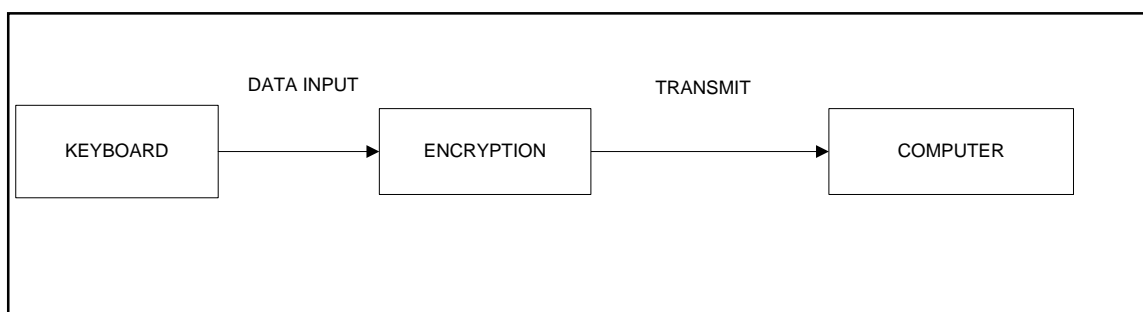 DATA INPUT
TRANSMIT
KEYBOARD
ENCRYPTION
COMPUTER